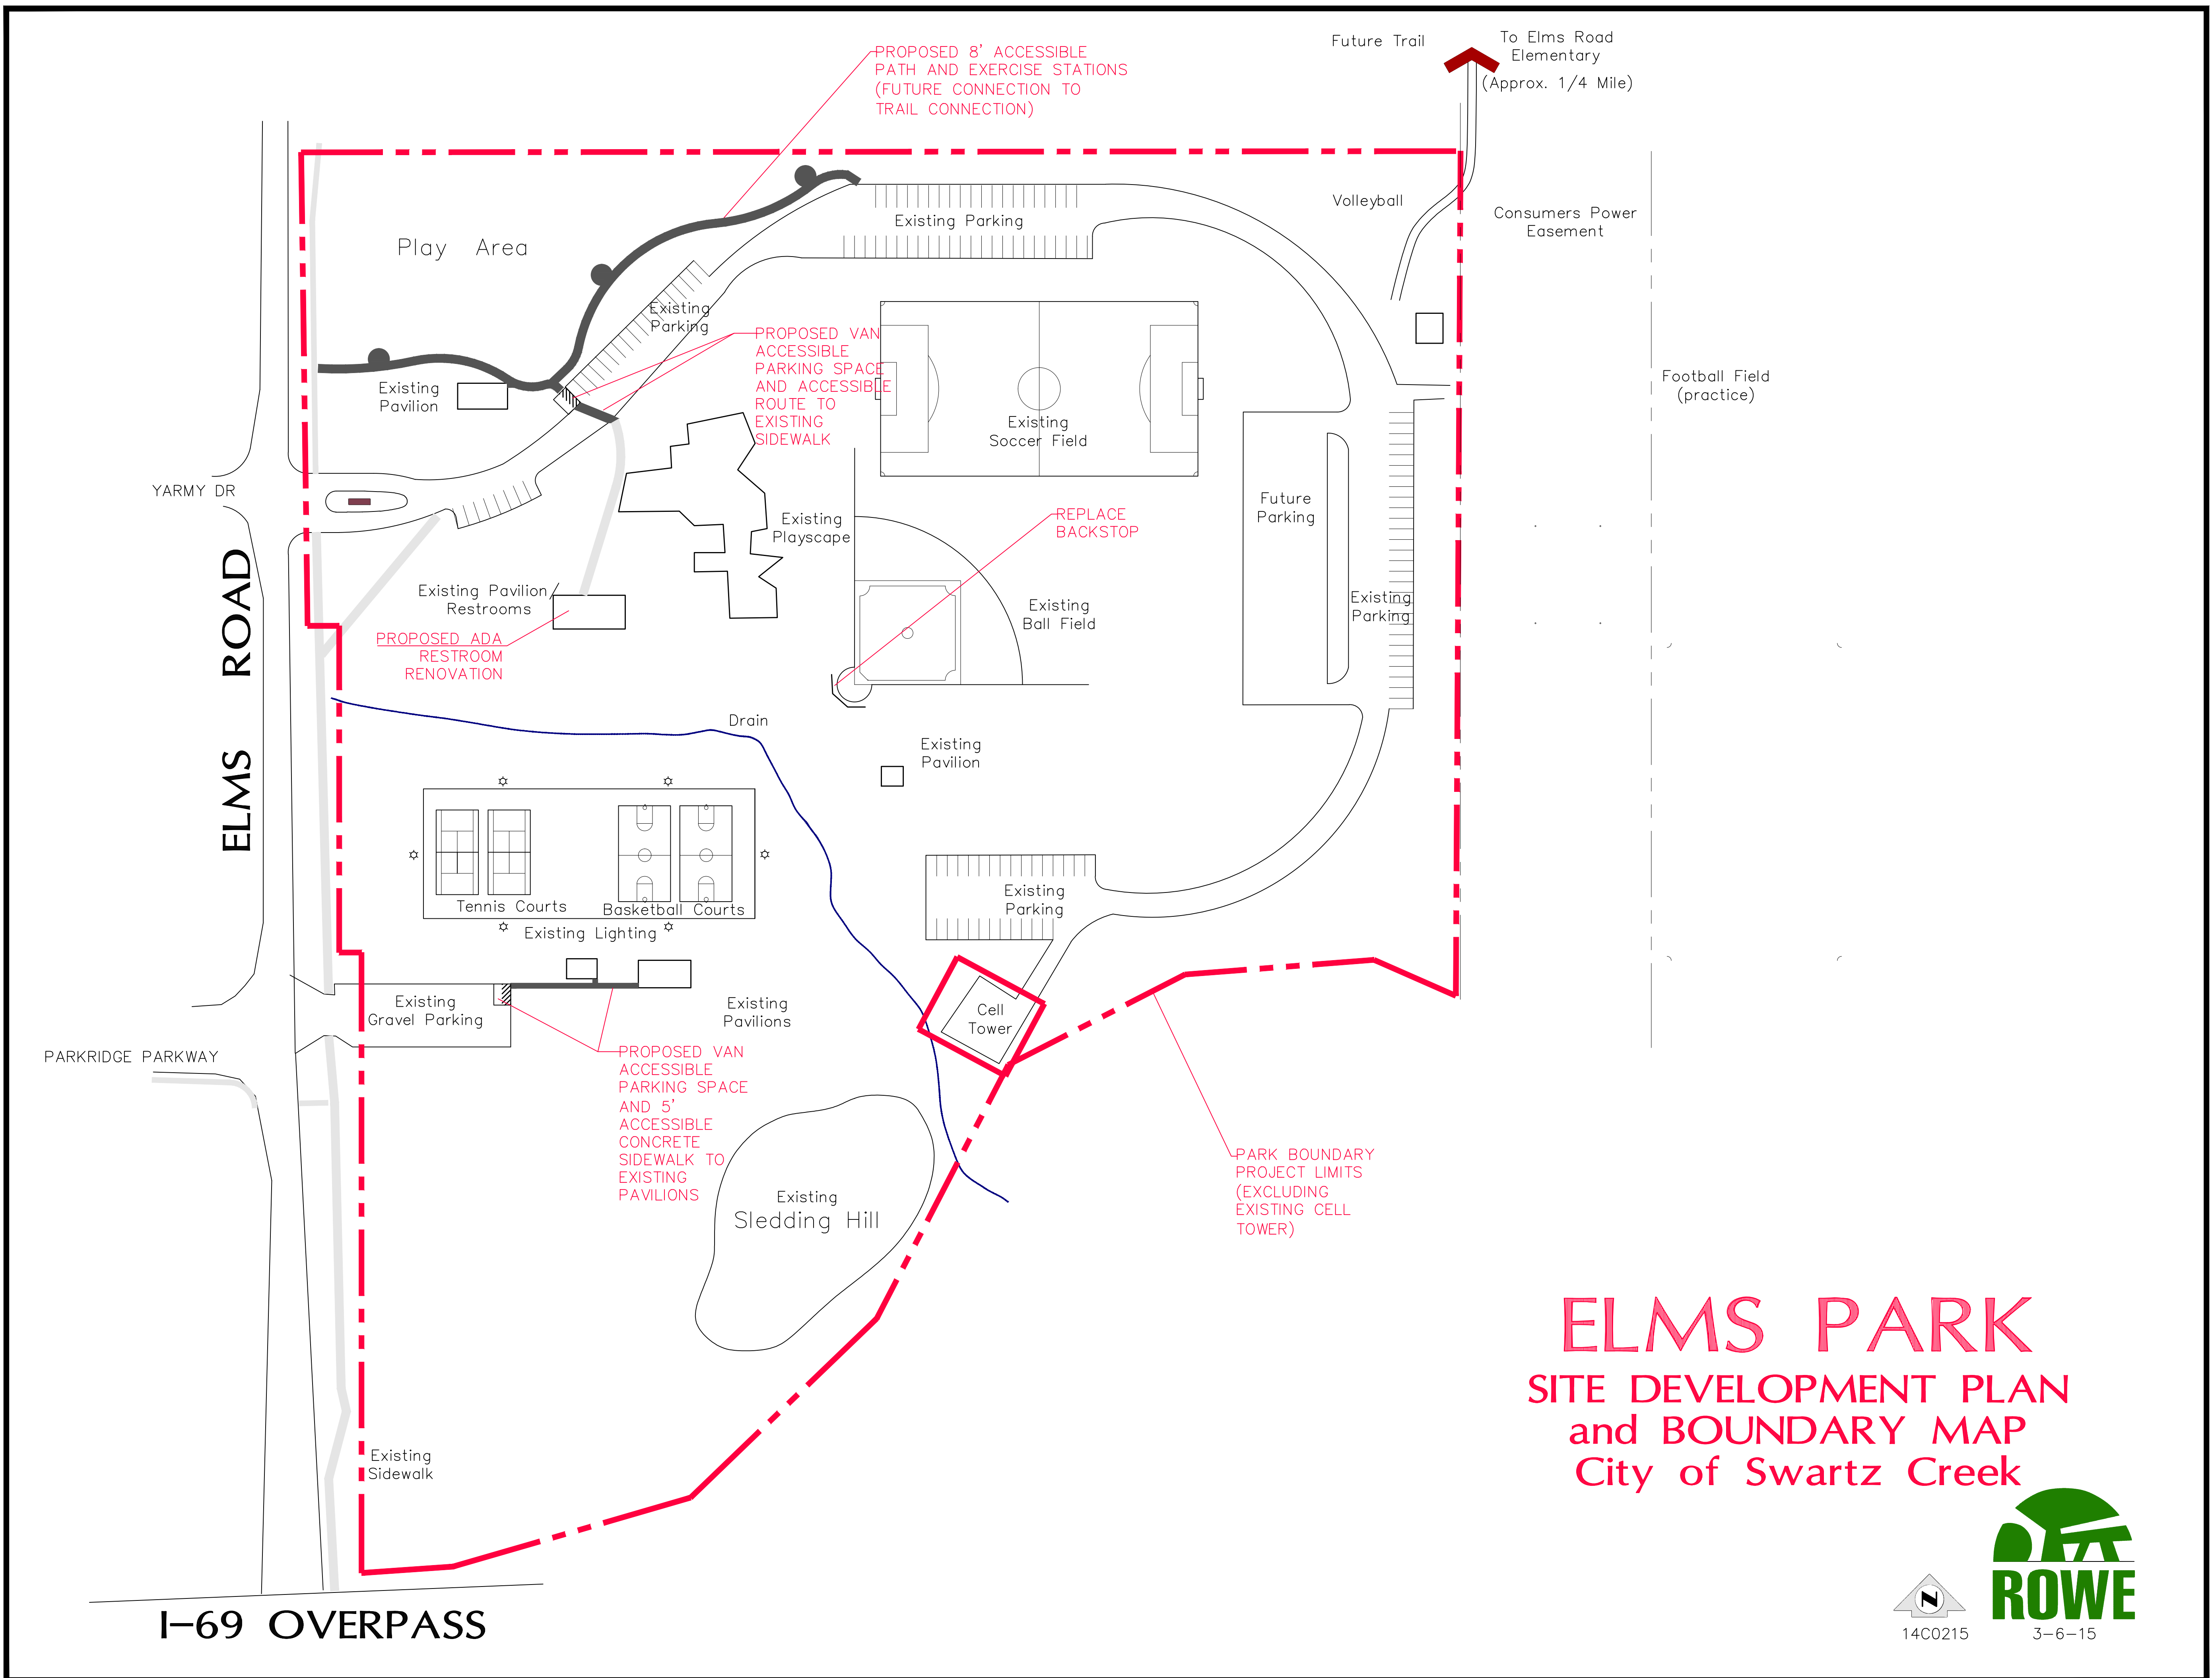 Future Trail
To Elms Road
Elementary
(Approx. 1/4 Mile)
PROPOSED 8' ACCESSIBLE
PATH AND EXERCISE STATIONS
(FUTURE CONNECTION TO
TRAIL CONNECTION)
Volleyball
Consumers Power
Easement
Existing Parking
Play Area
Existing
Parking
PROPOSED VAN
ACCESSIBLE
PARKING SPACE
AND ACCESSIBLE
ROUTE TO
EXISTING
SIDEWALK
Existing
Pavilion
Football Field
(practice)
Existing
Soccer Field
YARMY DR
Existing
Playscape
REPLACE
BACKSTOP
Future
Parking
ELMS ROAD
Existing Pavilion/
Restrooms
Existing
Ball Field
Existing
Parking
PROPOSED ADA
RESTROOM
RENOVATION
Drain
Existing
Pavilion
Tennis Courts
Basketball Courts
Existing Lighting
Existing
Parking
Existing
Gravel Parking
Existing
Pavilions
Cell
Tower
PARKRIDGE PARKWAY
PROPOSED VAN
ACCESSIBLE
PARKING SPACE
AND 5'
ACCESSIBLE
CONCRETE
SIDEWALK TO
EXISTING
PAVILIONS
PARK BOUNDARY
PROJECT LIMITS
(EXCLUDING
EXISTING CELL
TOWER)
Existing
Sledding Hill
Existing
Sidewalk
ELMS PARK
SITE DEVELOPMENT PLAN
and BOUNDARY MAP
City of Swartz Creek
I-69 OVERPASS
N
14C0215
ROWE
3-6-15